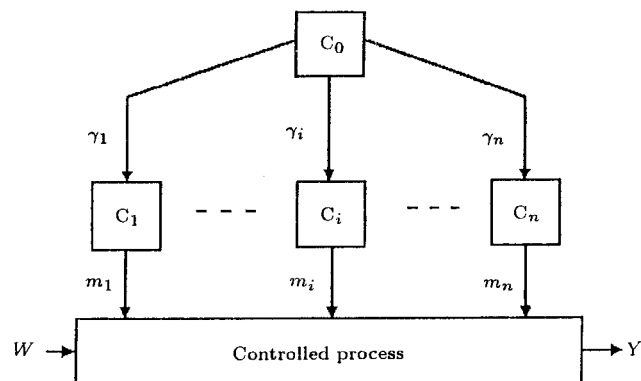 C₀
γ₁ γᵢ γₙ
C₁ Cᵢ Cₙ
m₁ mᵢ mₙ
W Controlled process Y